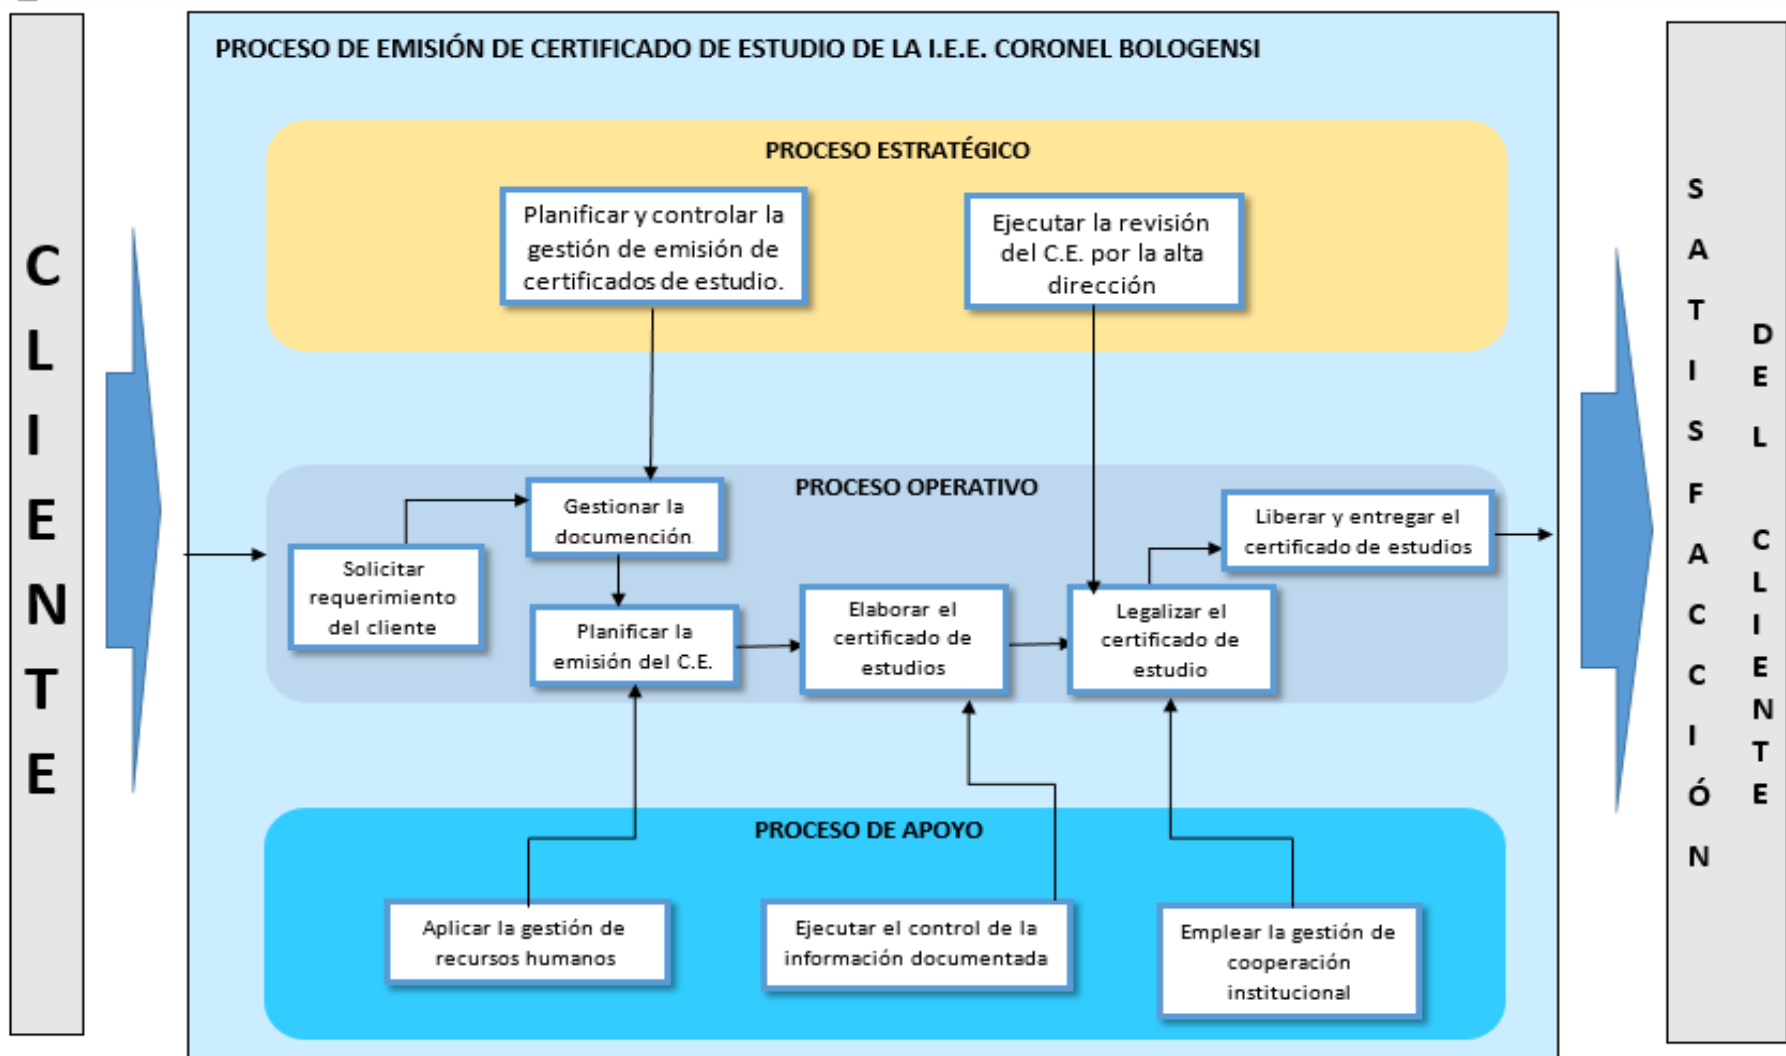 PROCESO DE EMISIÓN DE CERTIFICADO DE ESTUDIO DE LA I.E.E. CORONEL BOLOGENSI
CLIENTE
PROCESO ESTRATÉGICO
Planificar y controlar la
gestión de emisión de
certificados de estudio.
Ejecutar la revisión
del C.E. por la alta
dirección
PROCESO OPERATIVO
Solicitar
requerimiento
del cliente
Gestionar la
documención
Planificar la
emisión del C.E.
Elaborar el
certificado de
estudios
Legalizar el
certificado de
estudio
Liberar y entregar el
certificado de estudios
PROCESO DE APOYO
Aplicar la gestión de
recursos humanos
Ejecutar el control de la
información documentada
Emplear la gestión de
cooperación
institucional
SATISFACCIÓN
DEL CLIENTE